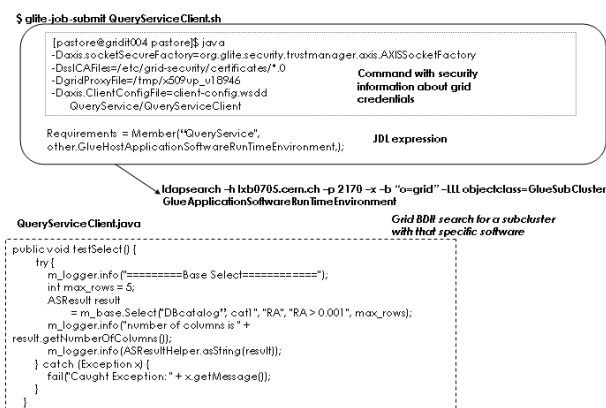 $ glite-job-submit QueryServiceClient.sh
[pastore@gridit004 pastore]$ java
-Daxis.socketSecureFactory=org.glite.security.trustmanager.axis.AXISSocketFactory
-DsslCAFiles=/etc/grid-security/certificates/*.0
-DgridProxyFile=/tmp/x509up_u18946
-Daxis.ClientConfigFile=client-config.wsdd
QueryService/QueryServiceClient
Command with security
information about grid
credentials
Requirements = Member("QueryService",
other.GlueHostApplicationSoftwareRunTimeEnvironment,);
JDL expression
ldapsearch -h lxb0705.cern.ch -p 2170 -x -b "o=grid" -LLL objectclass=GlueSubCluster
GlueApplicationSoftwareRunTimeEnvironment
QueryServiceClient.java
Grid BDII search for a subcluster
with that specific software
public void testSelect() {
try{
m_logger.info("=========Base Select============");
int max_rows = 5;
ASResult result
= m_base.Select("DBcatalog", cat1", "RA", "RA > 0.001", max_rows);
m_logger.info("number of columns is " +
result.getNumberOfColumns());
m_logger.info(ASResultHelper.asString(result));
} catch (Exception x) {
fail("Caught Exception: " + x.getMessage());
}
}